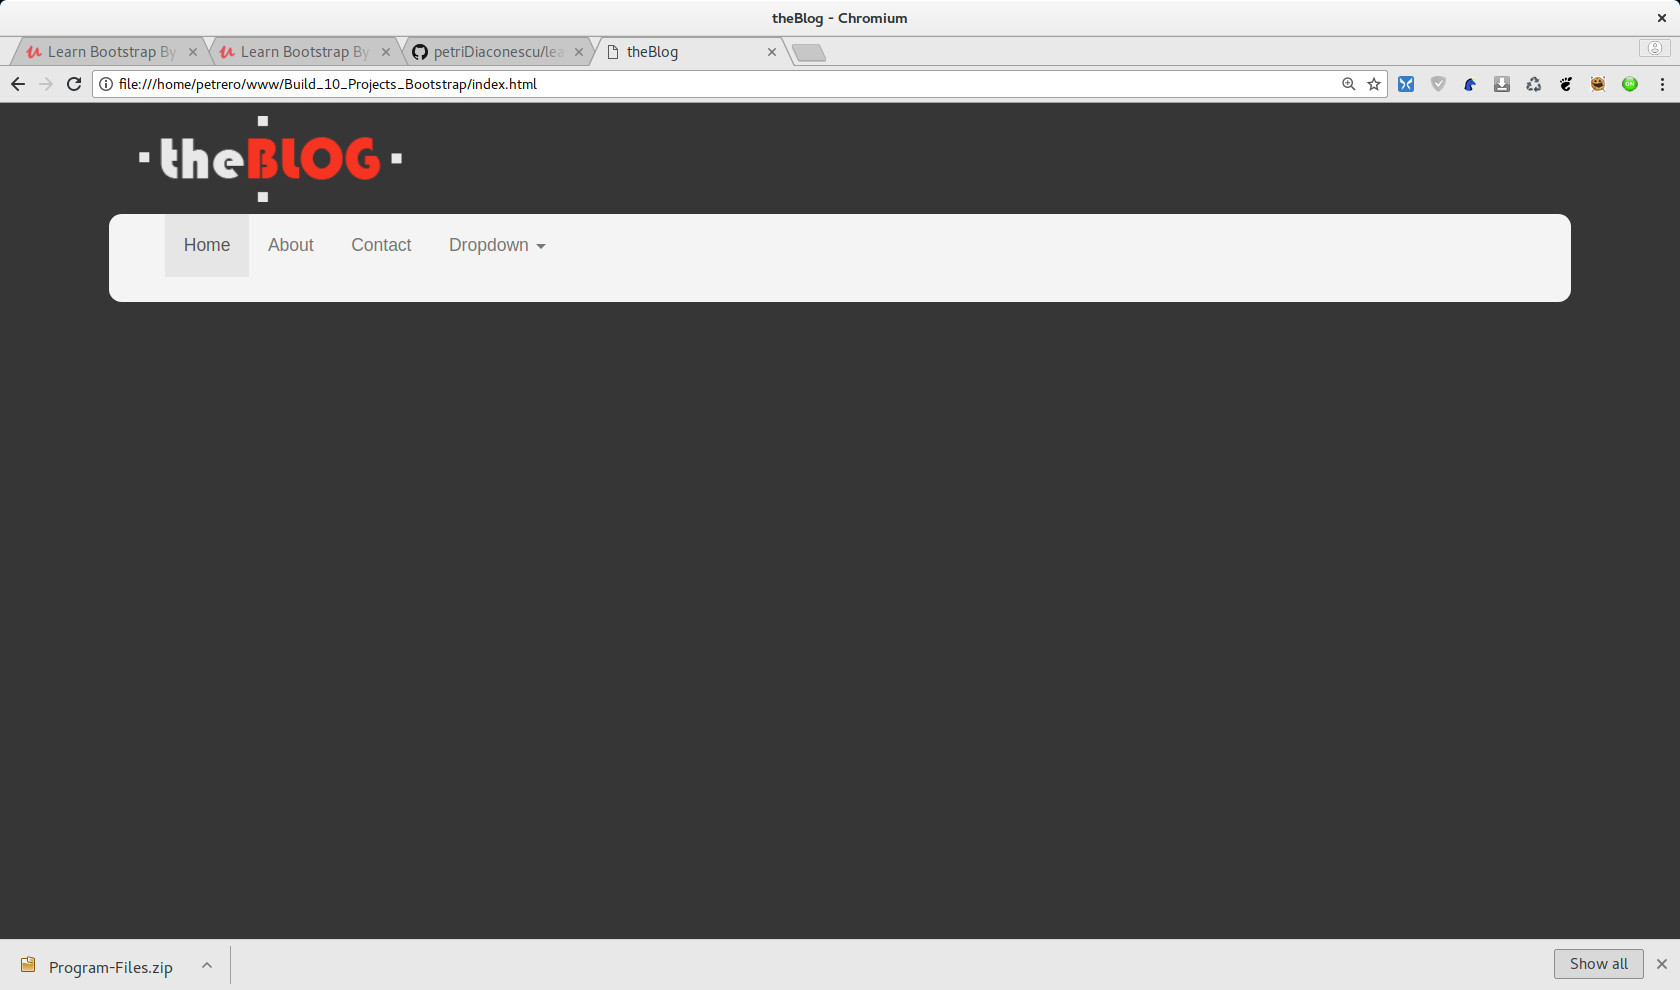 theBlog - Chromium
Learn Bootstrap By
Learn Bootstrap By
petriDiaconescu/lea
theBlog
file:///home/petrero/www/Build_10_Projects_Bootstrap/index.html
ON
theBLOG
Home About Contact Dropdown
Program-Files.zip
Show all